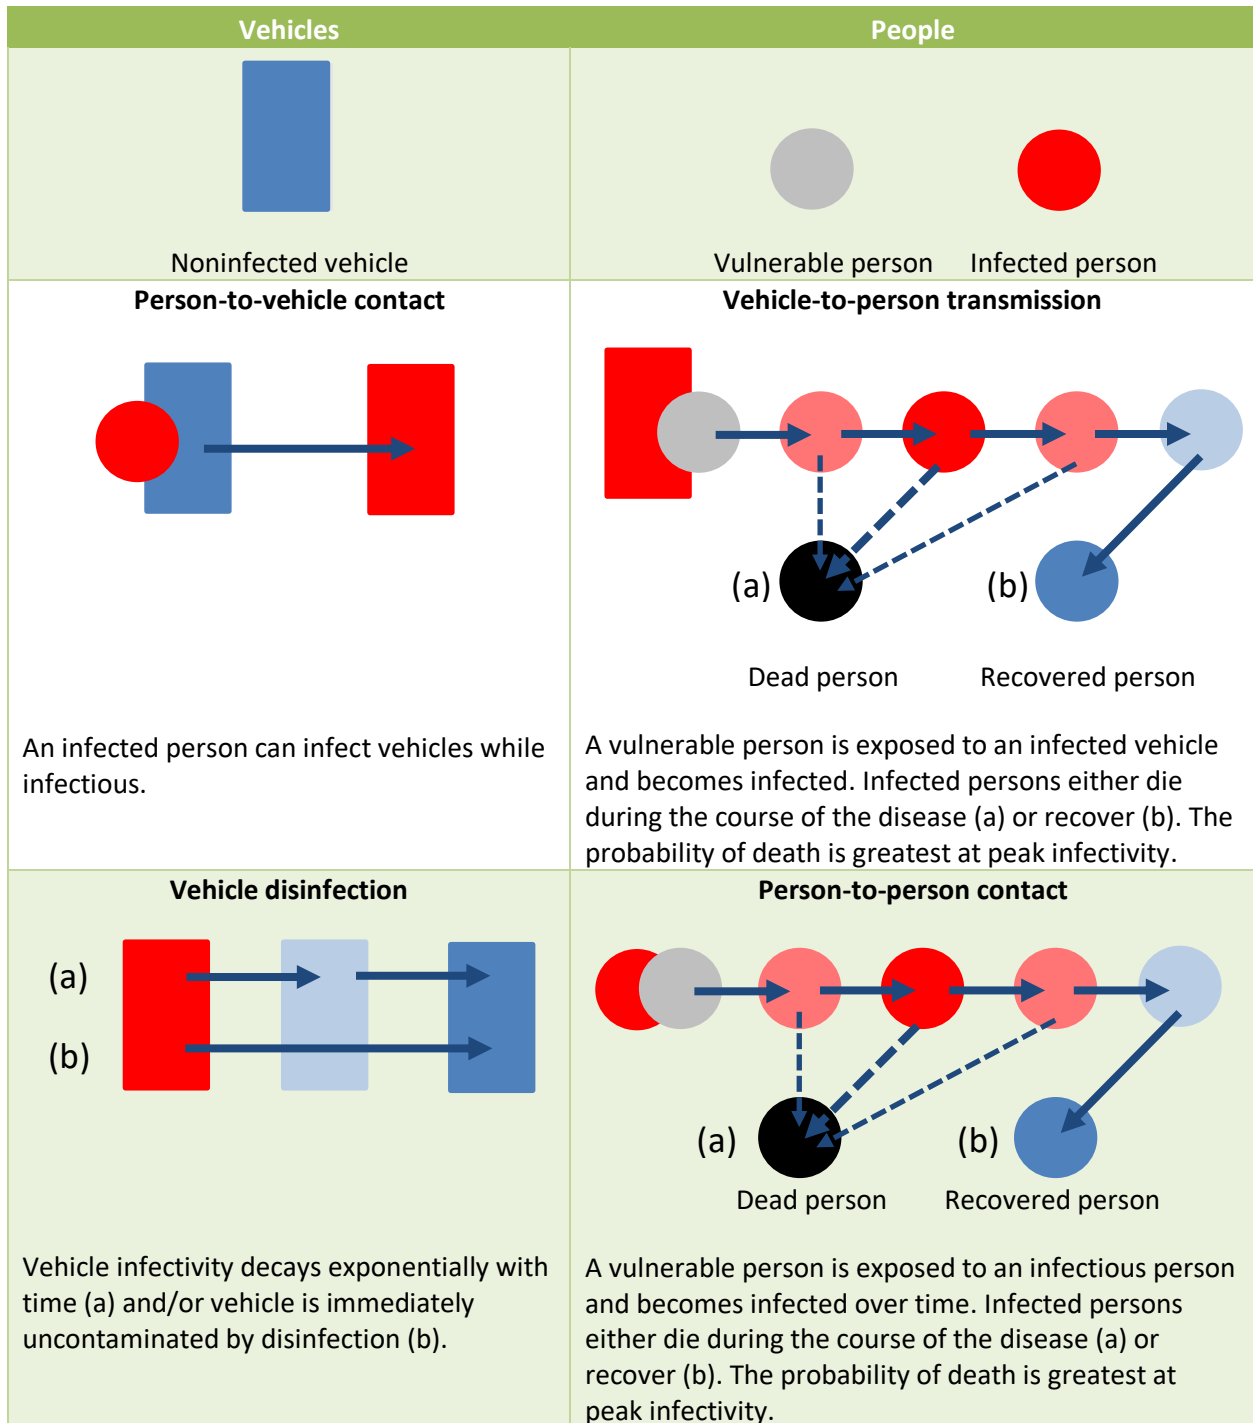 Vehicles
People
Noninfected vehicle
Vulnerable person
Infected person
Person-to-vehicle contact
An infected person can infect vehicles while
infectious.
Vehicle-to-person transmission
(a)
(b)
Dead person
Recovered person
A vulnerable person is exposed to an infected vehicle
and becomes infected. Infected persons either die
during the course of the disease (a) or recover (b). The
probability of death is greatest at peak infectivity.
Vehicle disinfection
(a)
(b)
Vehicle infectivity decays exponentially with
time (a) and/or vehicle is immediately
uncontaminated by disinfection (b).
Person-to-person contact
(a)
(b)
Dead person
Recovered person
A vulnerable person is exposed to an infectious person
and becomes infected over time. Infected persons
either die during the course of the disease (a) or
recover (b). The probability of death is greatest at
peak infectivity.